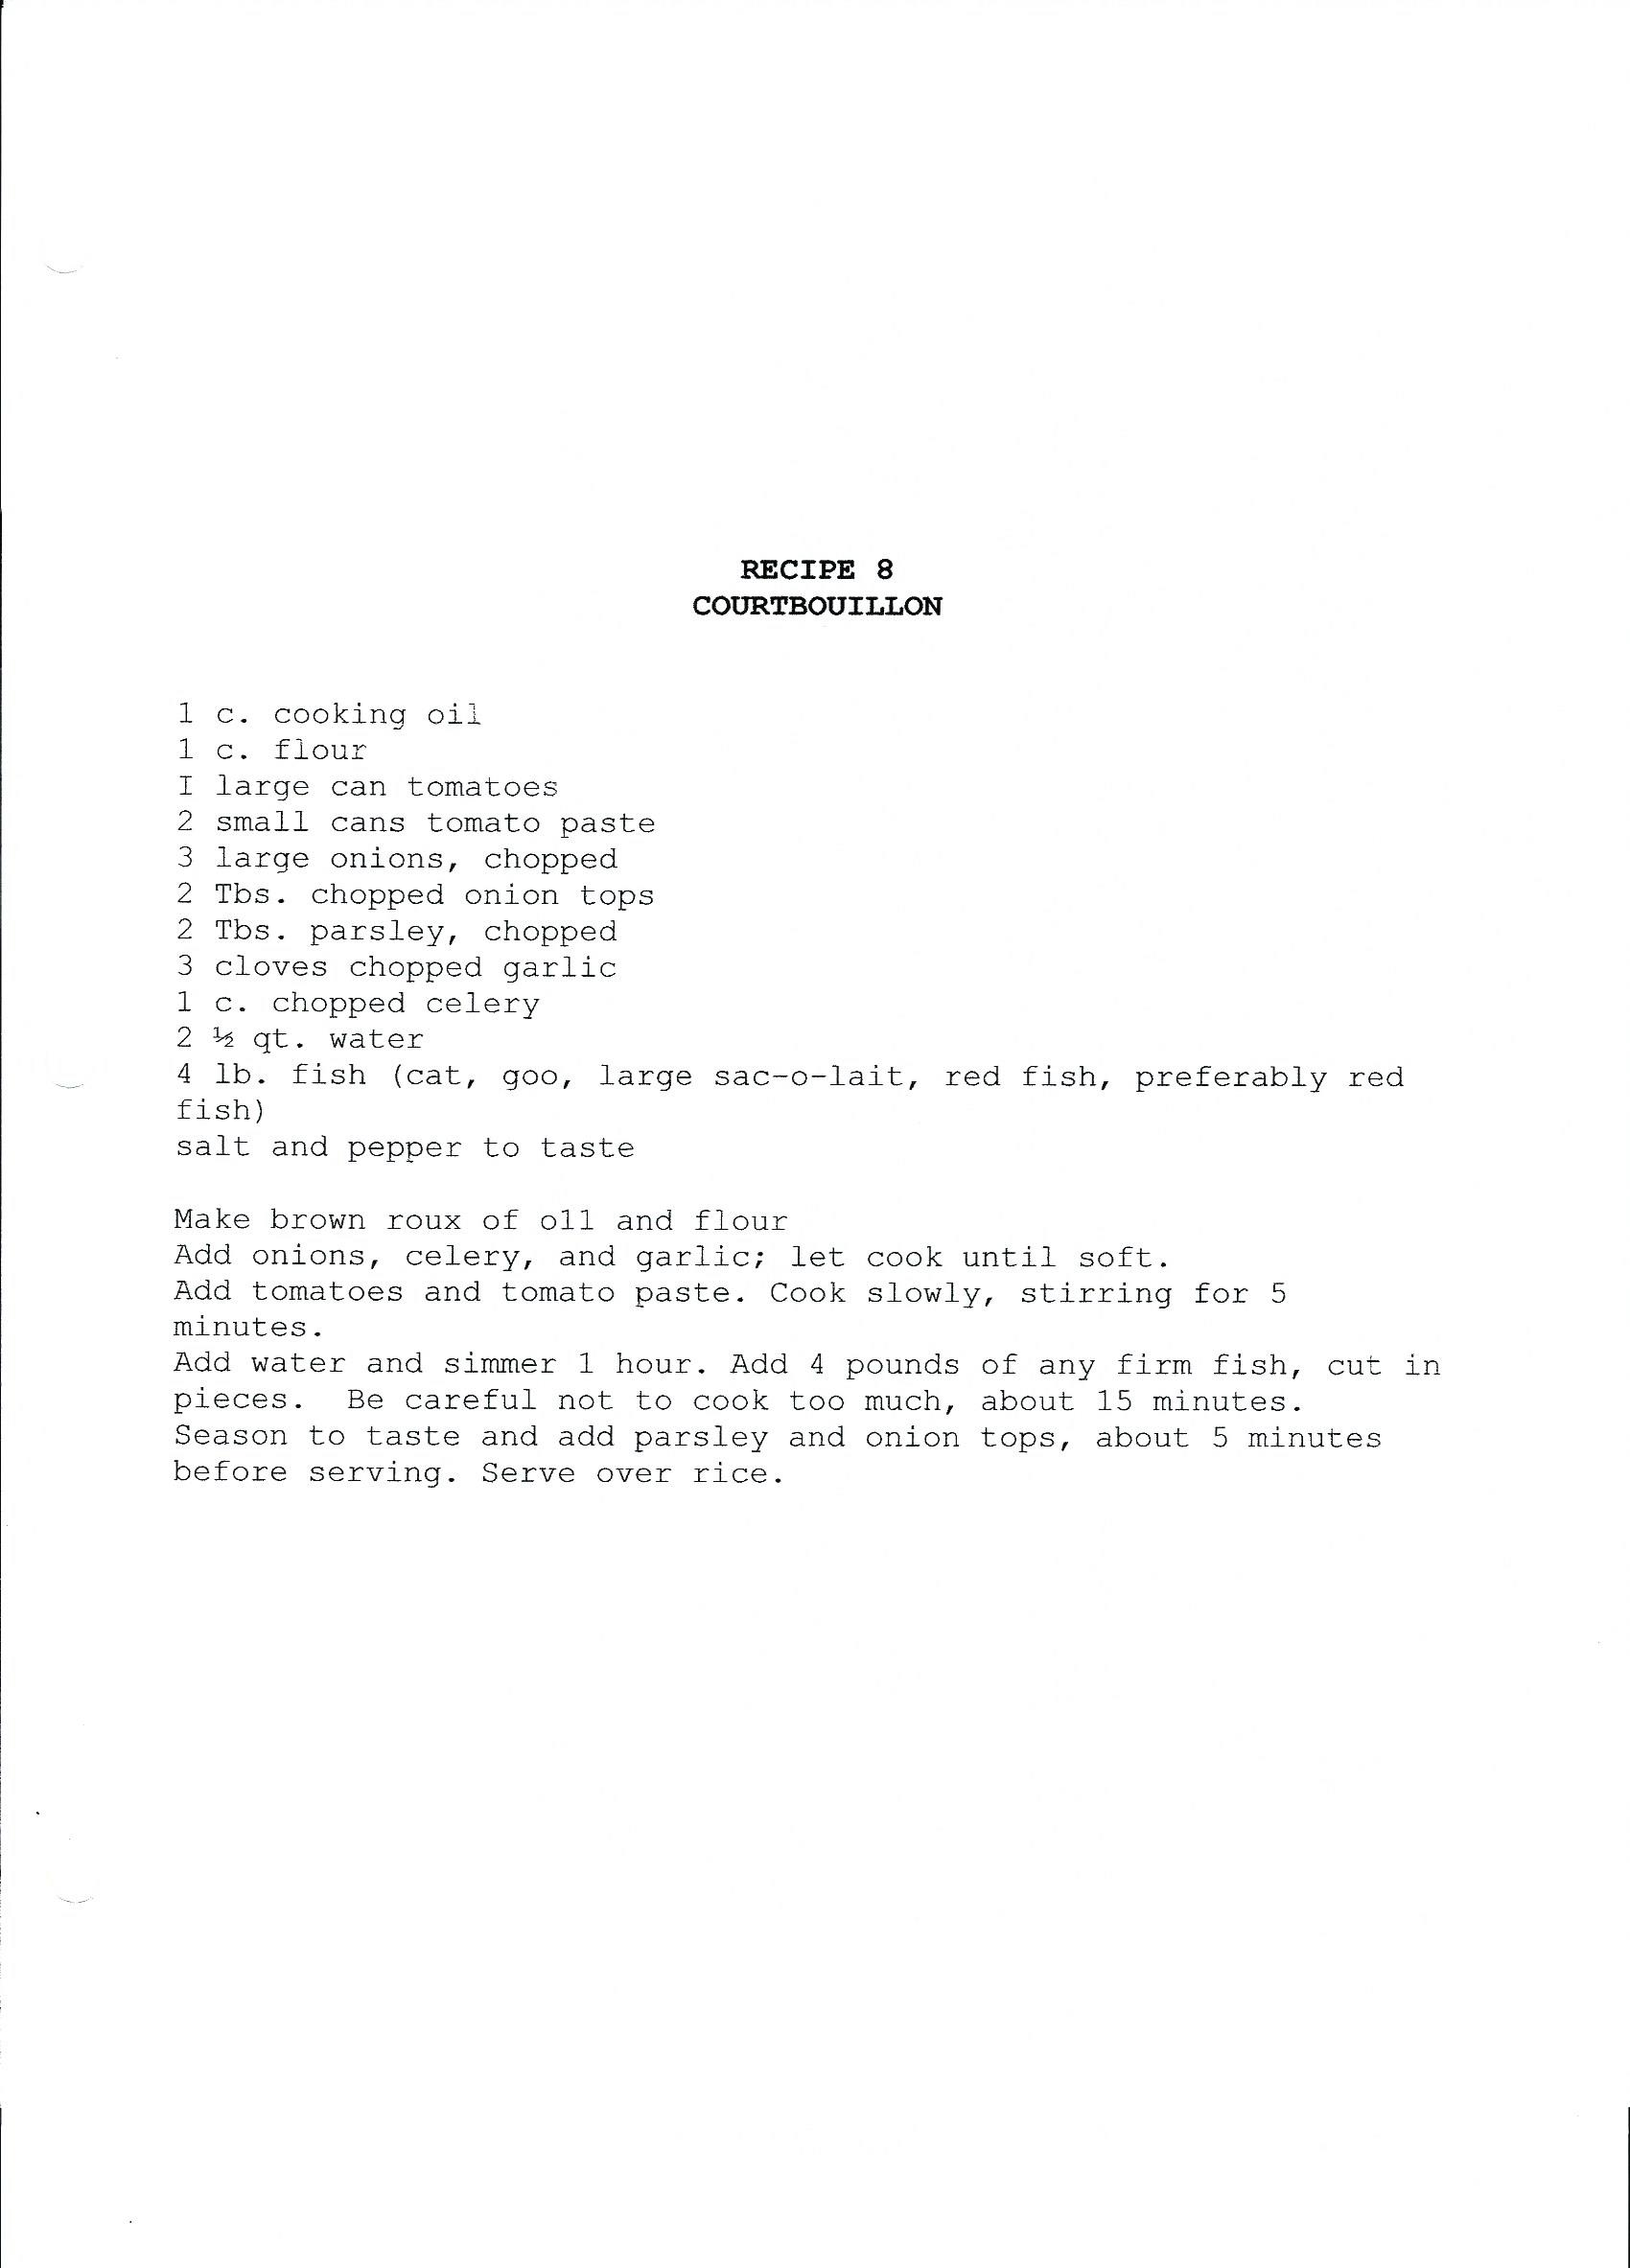 RECIPE 8
COURTBOUILLON
1 c. cooking oil
1 c. flour
I large can tomatoes
2 small cans tomato paste
3 large onions, chopped
2 Tbs. chopped onion tops
2 Tbs. parsley, chopped
3 cloves chopped garlic
1 c. chopped celery
2 ½ qt. water
4 lb. fish (cat, goo, large sac-o-lait, red fish, preferably red
fish)
salt and pepper to taste
Make brown roux of o11 and flour
Add onions, celery, and garlic; let cook until soft.
Add tomatoes and tomato paste. Cook slowly, stirring for 5
minutes.
Add water and simmer 1 hour. Add 4 pounds of any firm fish, cut in
pieces.  Be careful not to cook too much, about 15 minutes.
Season to taste and add parsley and onion tops, about 5 minutes
before serving. Serve over rice.